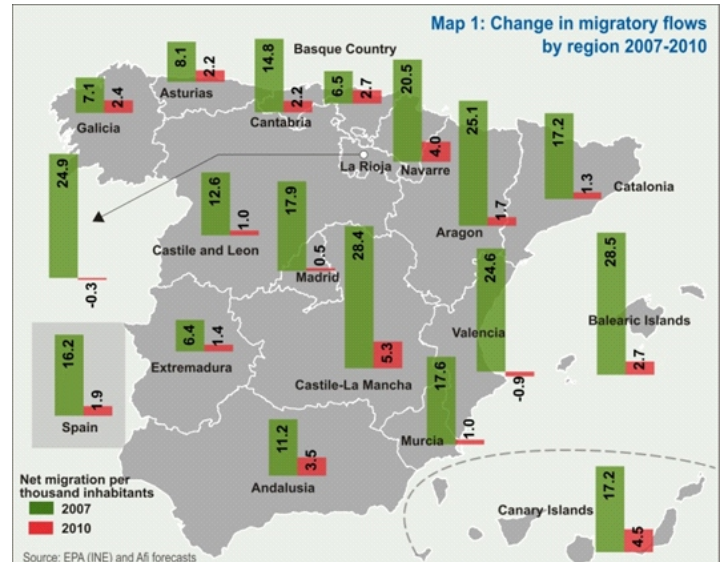 Map 1: Change in migratory flows
by region 2007-2010
Basque Country
8.1
2.2
Asturias
14.8
2.2
Cantabria
6.5
2.7
20.5
4.0
Navarre
7.1
2.4
Galicia
25.1
1.7
Aragon
17.2
1.3
Catalonia
La Rioja
24.9
-0.3
12.6
1.0
Castile and Leon
17.9
0.5
Madrid
28.4
5.3
Castile-La Mancha
24.6
-0.9
Valencia
28.5
2.7
Balearic Islands
16.2
1.9
Spain
6.4
1.4
Extremadura
17.6
1.0
Murcia
11.2
3.5
Andalusia
17.2
4.5
Canary Islands
Net migration per
thousand inhabitants
2007
2010
Source: EPA (INE) and Afi forecasts